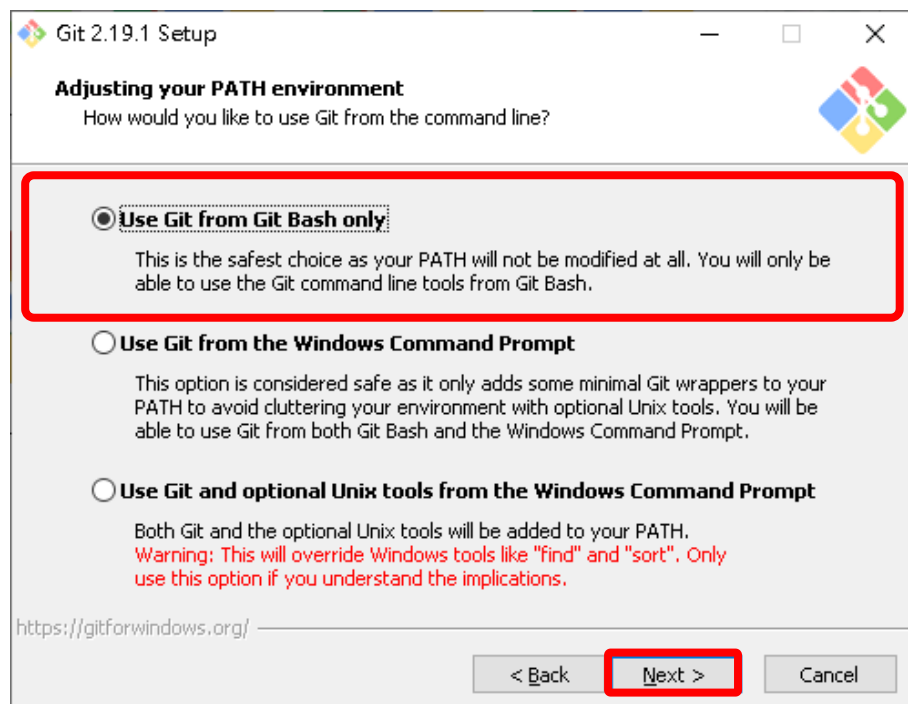 Git 2.19.1 Setup
Adjusting your PATH environment
How would you like to use Git from the command line?
Use Git from Git Bash only
This is the safest choice as your PATH will not be modified at all. You will only be
able to use the Git command line tools from Git Bash.
Use Git from the Windows Command Prompt
This option is considered safe as it only adds some minimal Git wrappers to your
PATH to avoid cluttering your environment with optional Unix tools. You will be
able to use Git from both Git Bash and the Windows Command Prompt.
Use Git and optional Unix tools from the Windows Command Prompt
Both Git and the optional Unix tools will be added to your PATH.
Warning: This will override Windows tools like "find" and "sort". Only
use this option if you understand the implications.
https://gitforwindows.org/
< Back Next > Cancel